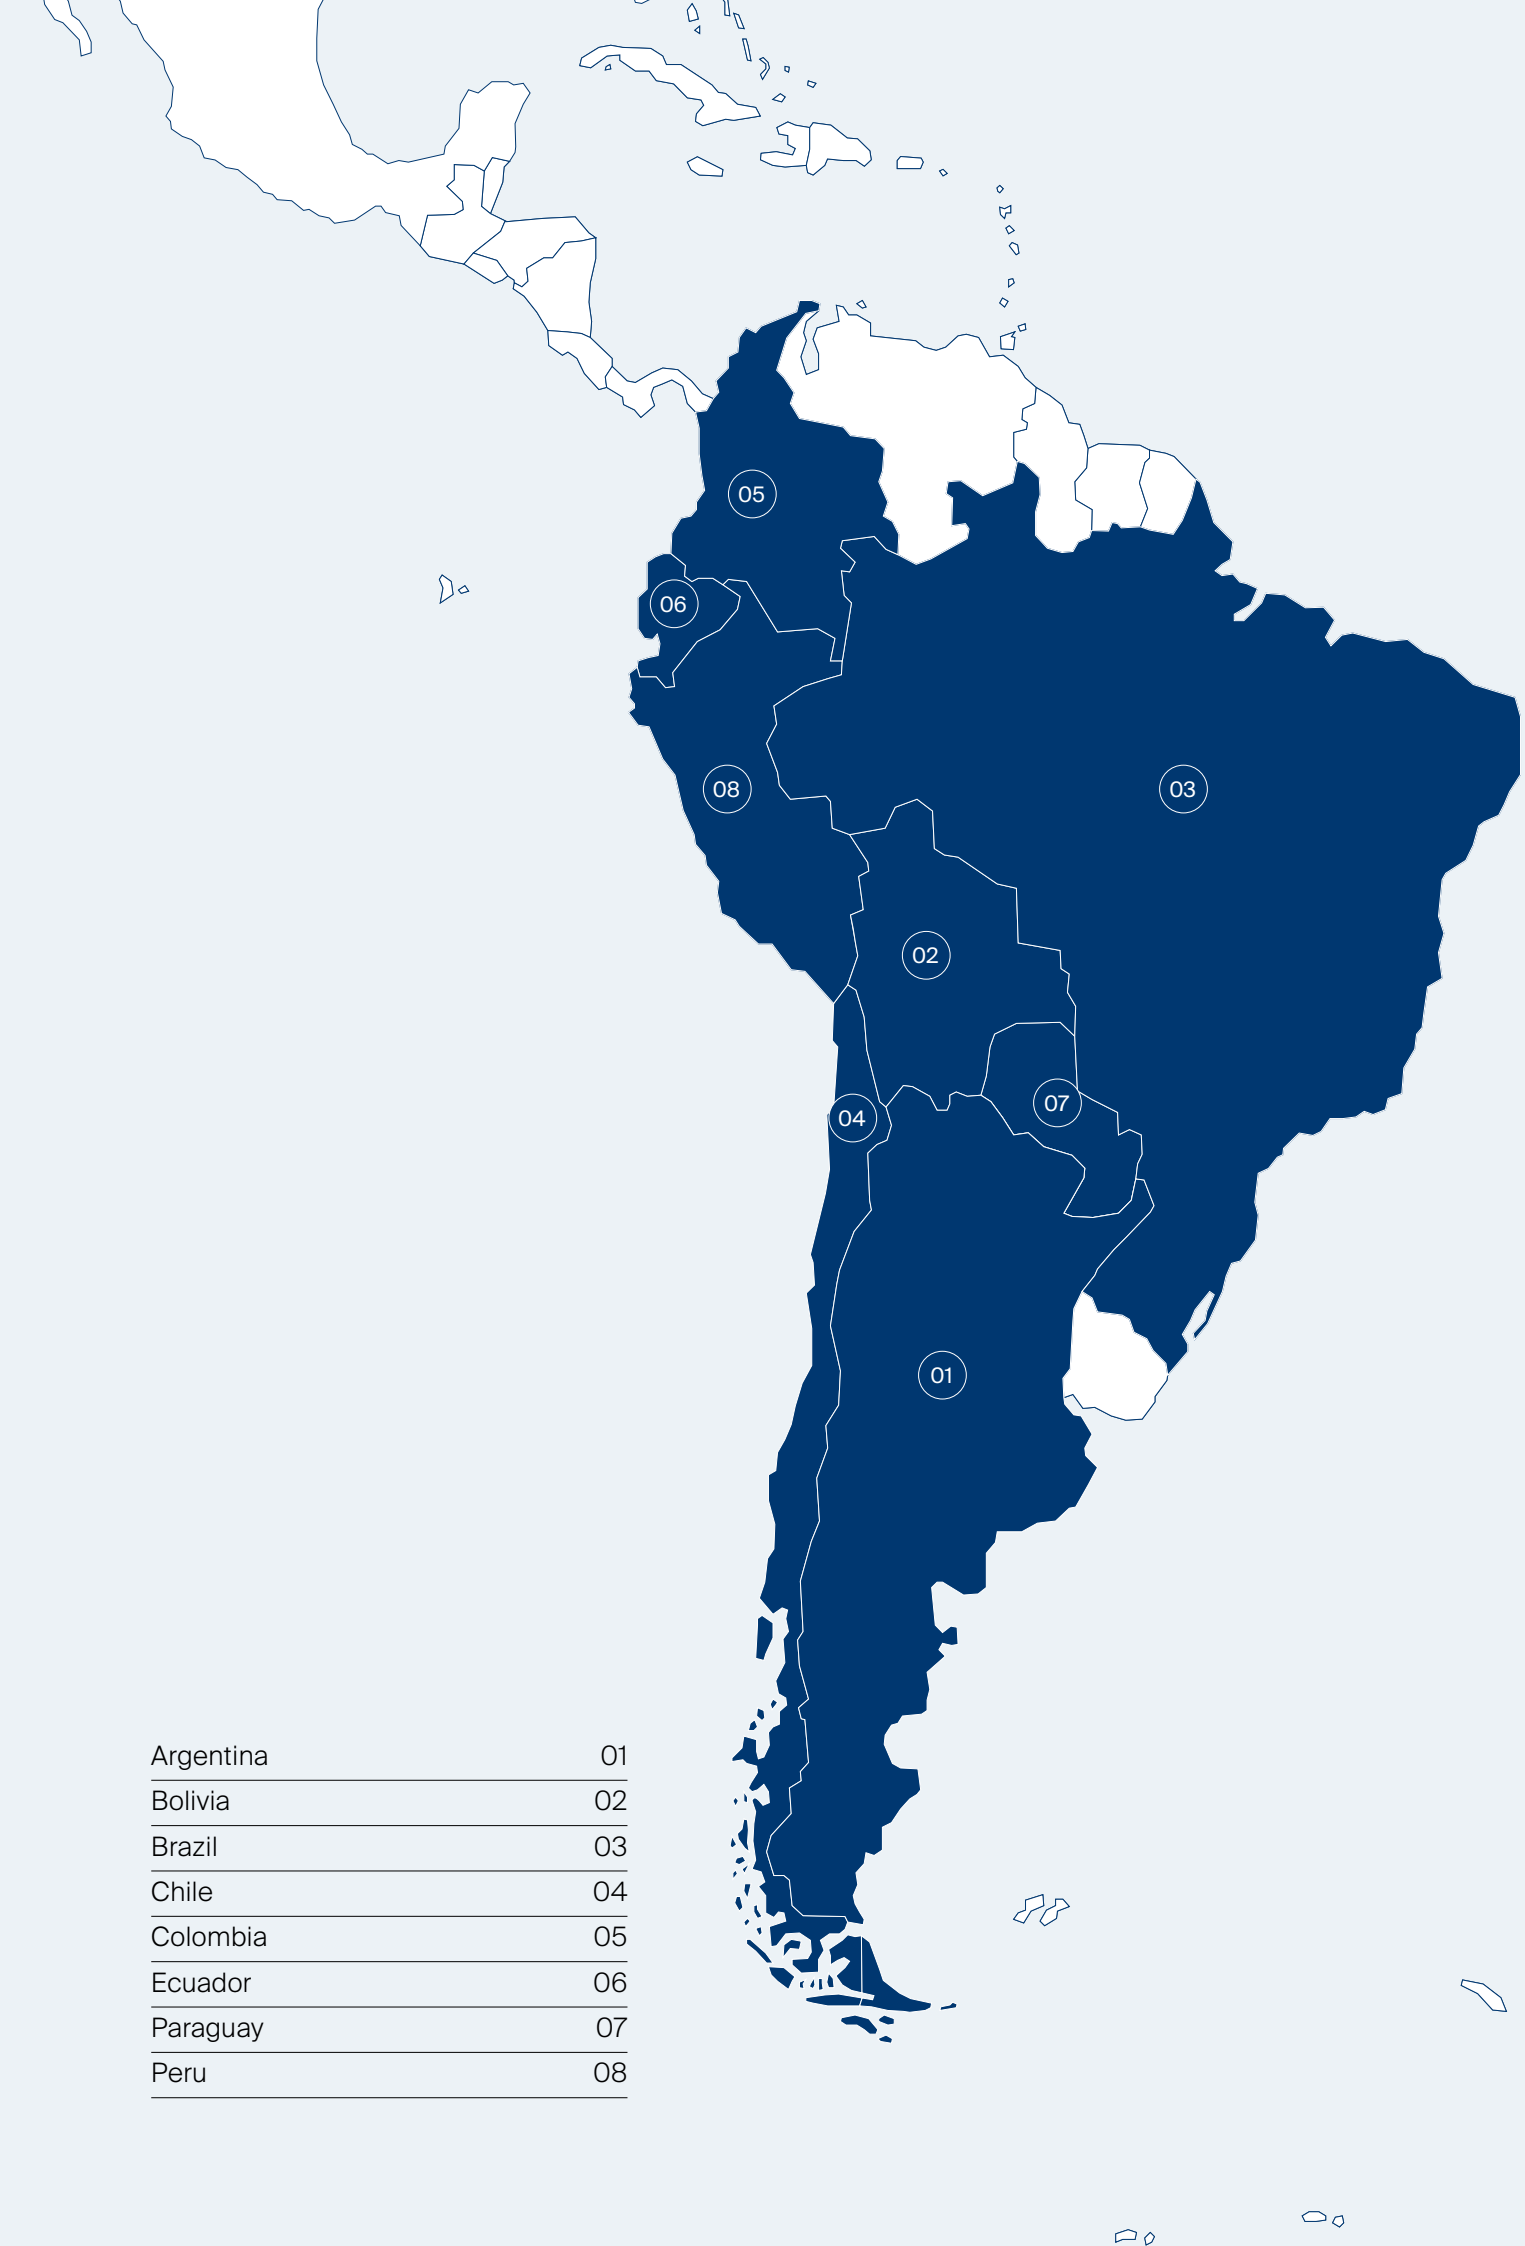 05
06
08
03
02
07
04
01
Argentina 01
Bolivia 02
Brazil 03
Chile 04
Colombia 05
Ecuador 06
Paraguay 07
Peru 08